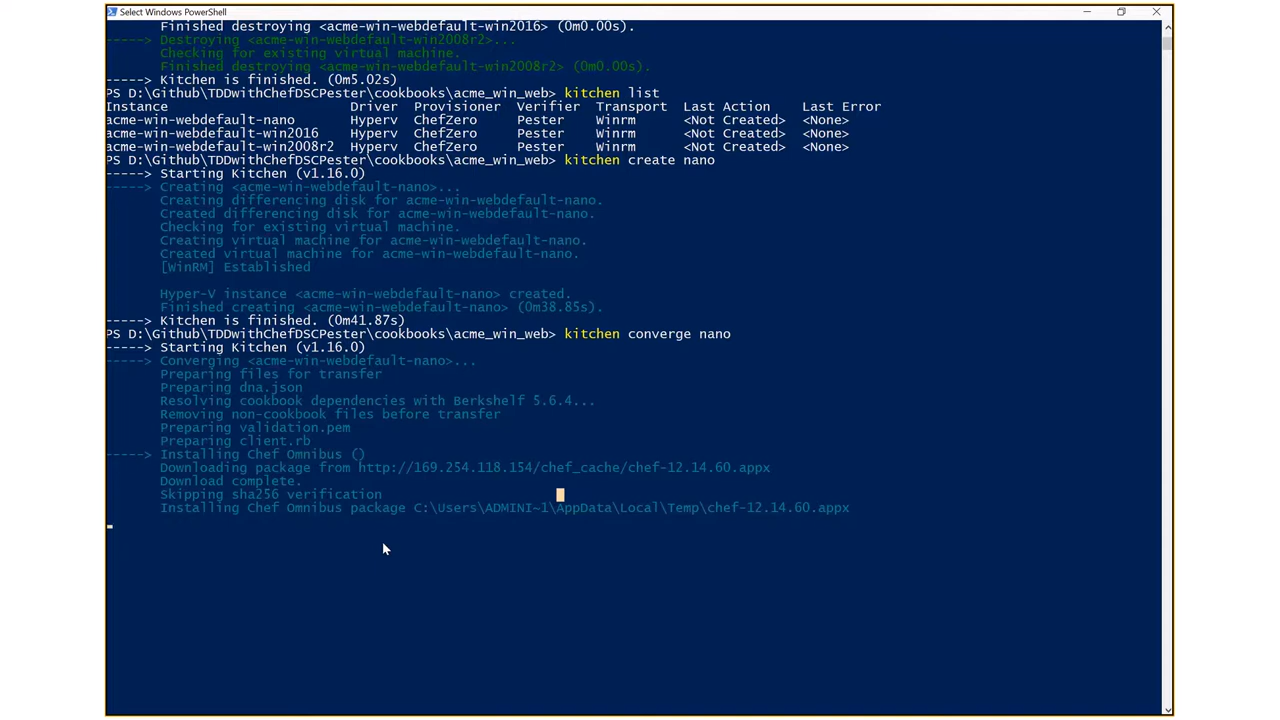 Select Windows PowerShell
Finished destroying <acme-win-webdefault-win2016> (0m0.00s).
-----> Destroying <acme-win-webdefault-win2008r2>...
Checking for existing virtual machine.
Finished destroying <acme-win-webdefault-win2008r2> (0m0.00s).
-----> Kitchen is finished. (0m5.02s)
PS D:\Github\TDDwithChefDSCPester\cookbooks\acme_win_web> kitchen list
Instance Driver Provisioner Verifier Transport Last Action Last Error
acme-win-webdefault-nano Hyperv ChefZero Pester Winrm <Not Created> <None>
acme-win-webdefault-win2016 Hyperv ChefZero Pester Winrm <Not Created> <None>
acme-win-webdefault-win2008r2 Hyperv ChefZero Pester Winrm <Not Created> <None>
PS D:\Github\TDDwithChefDSCPester\cookbooks\acme_win_web> kitchen create nano
-----> Starting Kitchen (v1.16.0)
-----> Creating <acme-win-webdefault-nano>...
Creating differencing disk for acme-win-webdefault-nano.
Created differencing disk for acme-win-webdefault-nano.
Checking for existing virtual machine.
Creating virtual machine for acme-win-webdefault-nano.
Created virtual machine for acme-win-webdefault-nano.
[WinRM] Established
Hyper-V instance <acme-win-webdefault-nano> created.
Finished creating <acme-win-webdefault-nano> (0m38.85s).
-----> Kitchen is finished. (0m41.87s)
PS D:\Github\TDDwithChefDSCPester\cookbooks\acme_win_web> kitchen converge nano
-----> Starting Kitchen (v1.16.0)
-----> Converging <acme-win-webdefault-nano>...
Preparing files for transfer
Preparing dna.json
Resolving cookbook dependencies with Berkshelf 5.6.4...
Removing non-cookbook files before transfer
Preparing validation.pem
Preparing client.rb
-----> Installing Chef Omnibus ()
Downloading package from http://169.254.118.154/chef_cache/chef-12.14.60.appx
Download complete.
Skipping sha256 verification
Installing Chef Omnibus package C:\Users\ADMINI~1\AppData\Local\Temp\chef-12.14.60.appx